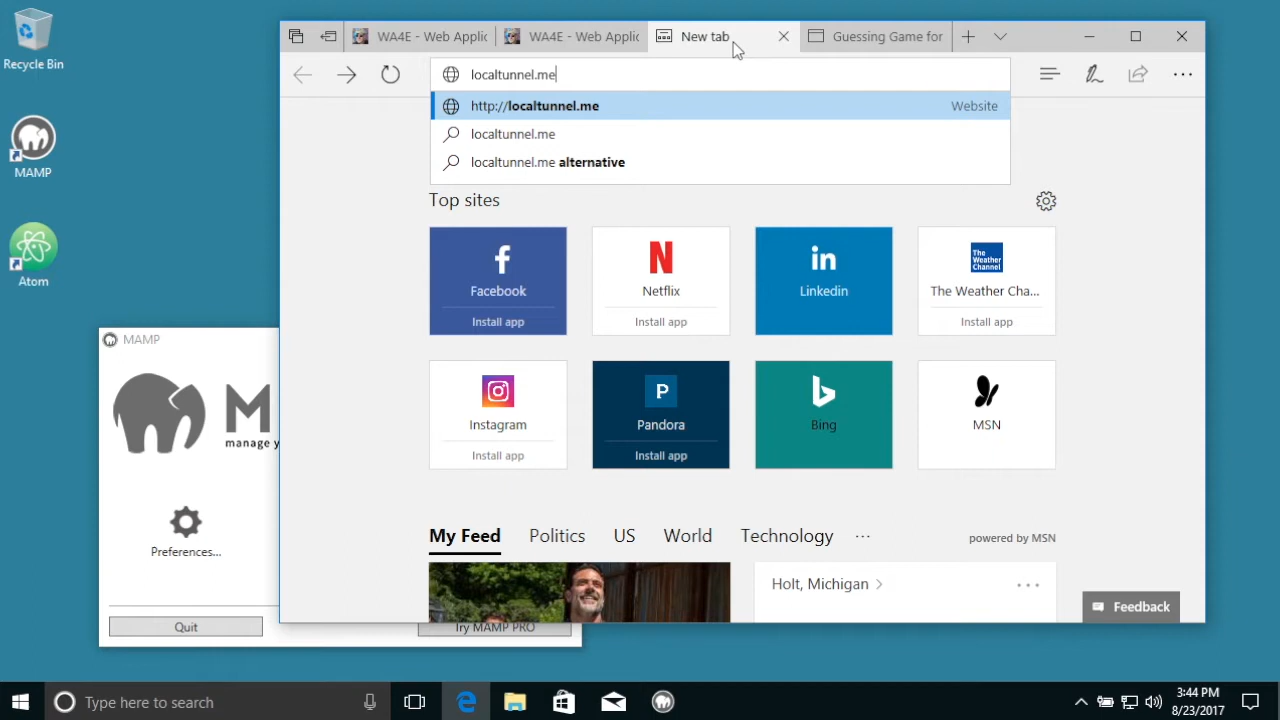 Recycle Bin
MAMP
Atom
WA4E - Web Applic
WA4E - Web Applic
New tab
Guessing Game for
localtunnel.me
http://localtunnel.me
Website
localtunnel.me
localtunnel.me alternative
Top sites
Facebook
Install app
Netflix
Install app
Linkedin
The Weather Channel
The Weather Cha...
Install app
Instagram
Install app
P
Pandora
Install app
Bing
MSN
My Feed
Politics
US
World
Technology
powered by MSN
Holt, Michigan
Feedback
MAMP
M
manage y
Preferences...
Quit
Try MAMP PRO
Type here to search
3:44 PM
8/23/2017